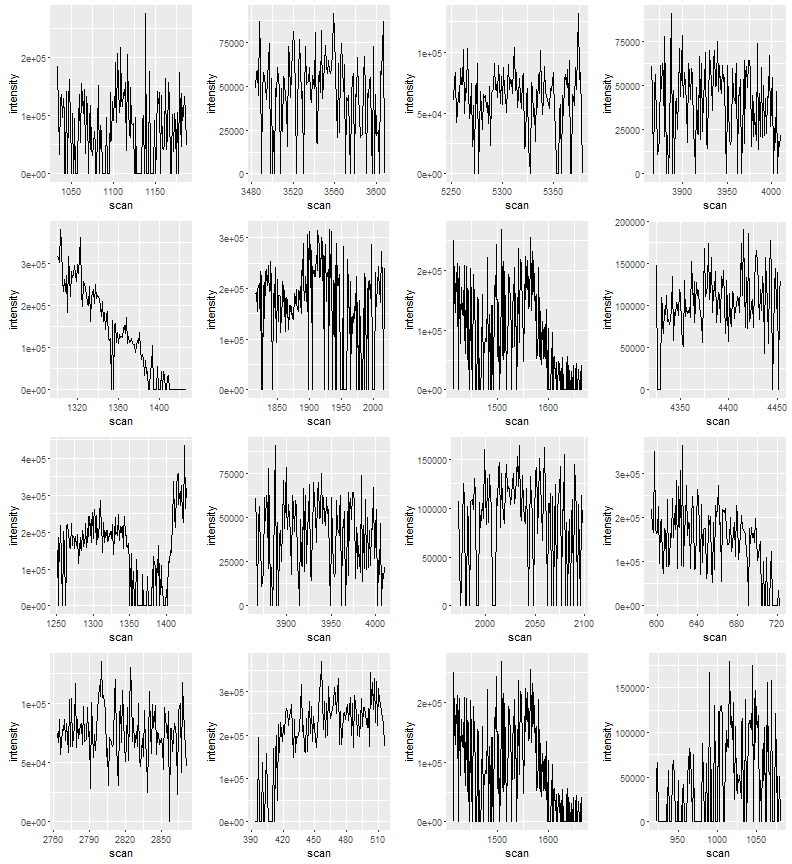 2e+05
1e+05
0e+00
intensity
1050 1100 1150
scan
75000
50000
25000
0
intensity
3480 3520 3560 3600
scan
1e+05
5e+04
0e+00
intensity
5250 5300 5350
scan
75000
50000
25000
0
intensity
3900 3950 4000
scan
3e+05
2e+05
1e+05
0e+00
intensity
1320 1360 1400
scan
3e+05
2e+05
1e+05
0e+00
intensity
1850 1900 1950 2000
scan
2e+05
1e+05
0e+00
intensity
1500 1600
scan
200000
150000
100000
50000
0
intensity
4350 4400 4450
scan
4e+05
3e+05
2e+05
1e+05
0e+00
intensity
1250 1300 1350 1400
scan
75000
50000
25000
0
intensity
3900 3950 4000
scan
150000
100000
50000
0
intensity
2000 2050 2100
scan
3e+05
2e+05
1e+05
0e+00
intensity
600 640 680 720
scan
1e+05
5e+04
0e+00
intensity
2760 2790 2820 2850
scan
3e+05
2e+05
1e+05
0e+00
intensity
390 420 450 480 510
scan
2e+05
1e+05
0e+00
intensity
1500 1600
scan
150000
100000
50000
0
intensity
950 1000 1050
scan